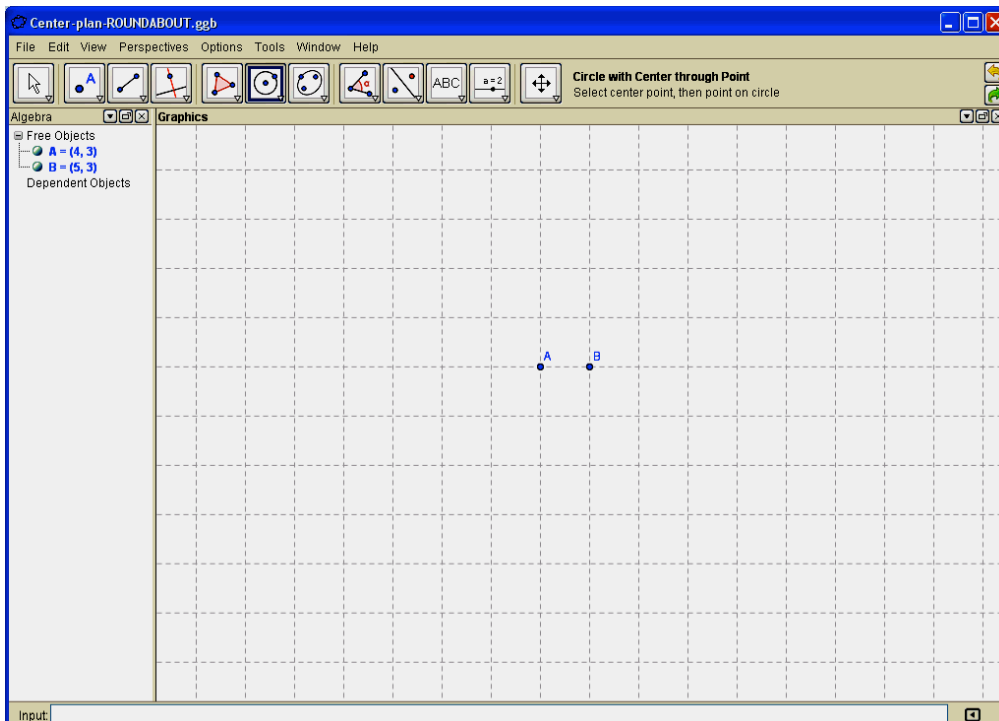 Center-plan-ROUNDABOUT.ggb
File Edit View Perspectives Options Tools Window Help
A ABC a=2 Circle with Center through Point
Select center point, then point on circle
Algebra Graphics
Free Objects
A = (4, 3)
B = (5, 3)
Dependent Objects
A B
Input: